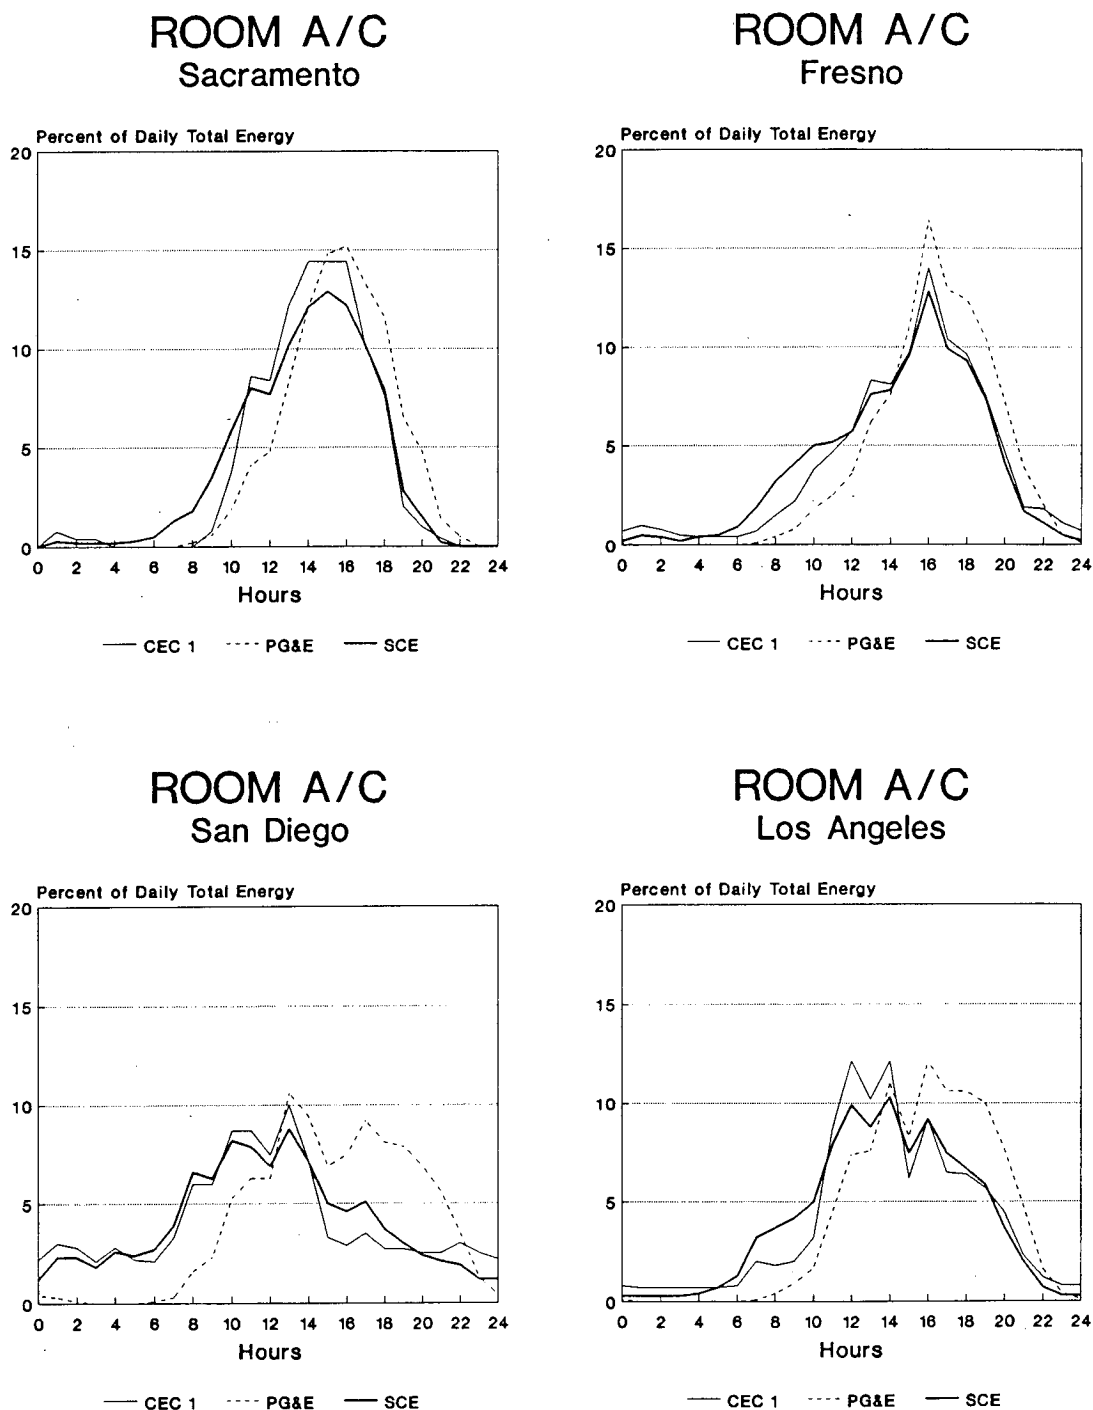 ROOM A/C
Sacramento
Percent of Daily Total Energy
20
15
10
5
0
0 2 4 6 8 10 12 14 16 18 20 22 24
Hours
CEC 1 PG&E SCE
ROOM A/C
Fresno
Percent of Daily Total Energy
20
15
10
5
0
0 2 4 6 8 10 12 14 16 18 20 22 24
Hours
CEC 1 PG&E SCE
ROOM A/C
San Diego
Percent of Daily Total Energy
20
15
10
5
0
0 2 4 6 8 10 12 14 16 18 20 22 24
Hours
CEC 1 PG&E SCE
ROOM A/C
Los Angeles
Percent of Daily Total Energy
20
15
10
5
0
0 2 4 6 8 10 12 14 16 18 20 22 24
Hours
CEC 1 PG&E SCE